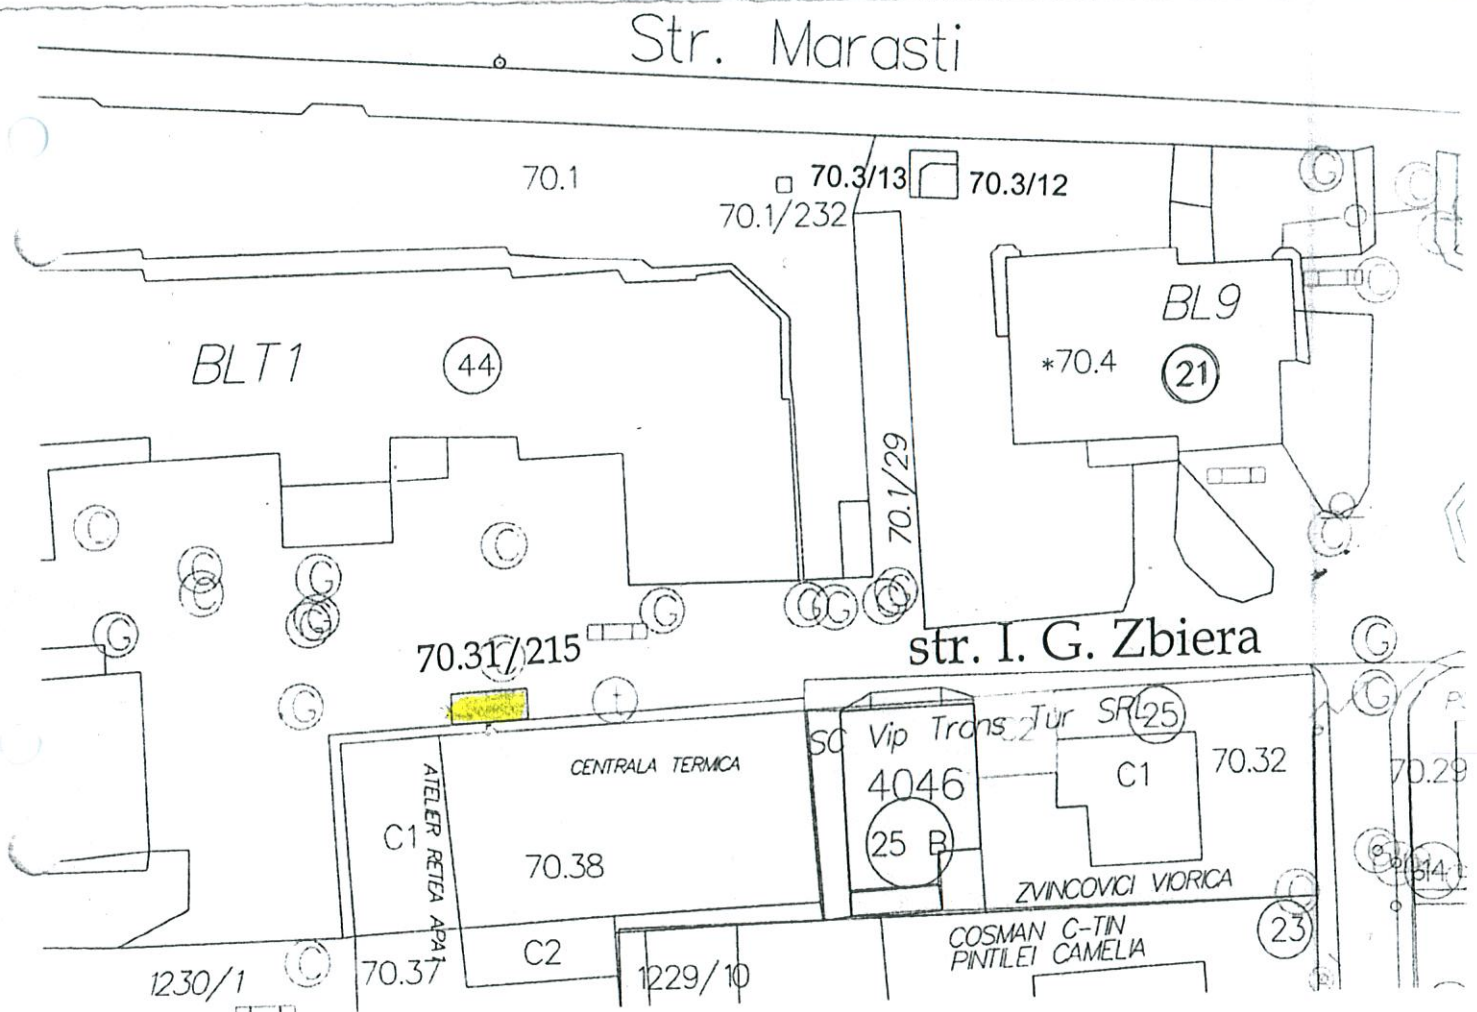 Str. Marasti
70.1
70.3/13
70.3/12
70.1/232
BLT1
44
BL9
*70.4
21
70.1/29
C
C
G
C
G
G
C
C
G
G
G
G
G
C
G
G
70.31/215
str. I. G. Zbiera
G
G
C
t
SC Vip Trans Tur SRL
25
CENTRALA TERMICA
ATELIER RETEA APA
C1
70.38
4046
25 B
C1
70.32
70.29
ZVINCOVICI VIORICA
14
COSMAN C-TIN
PINTILEI CAMELIA
23
C
C2
1230/1
70.37
1229/10